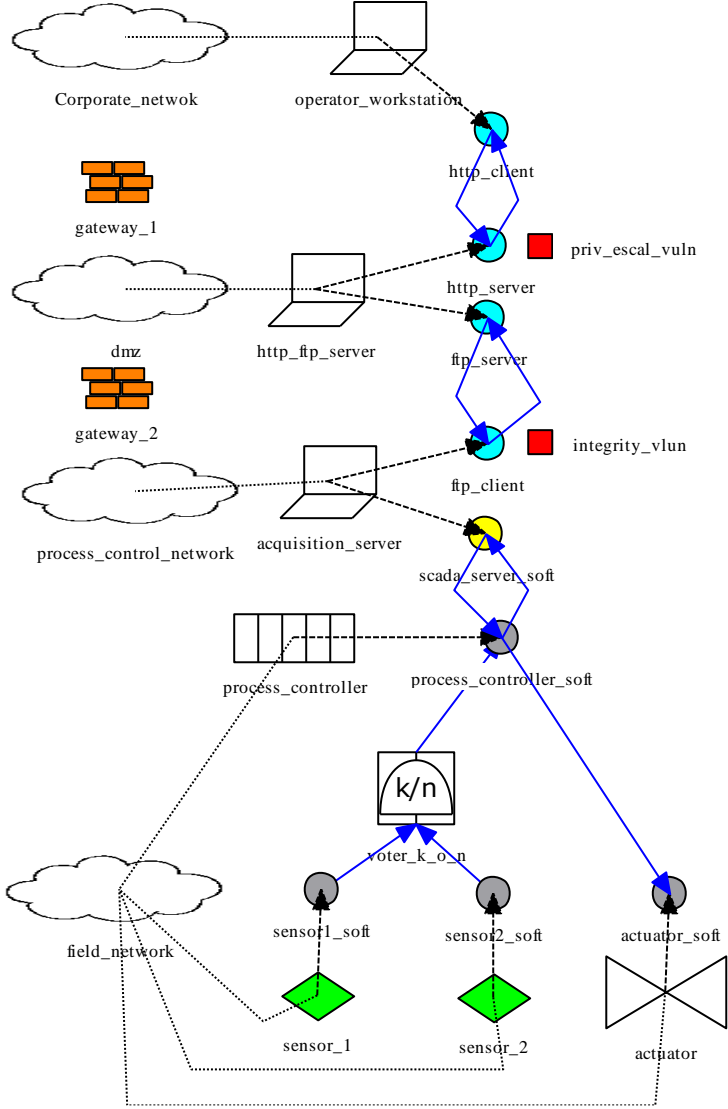 Corporate_netwok
operator_workstation
http_client
gateway_1
priv_escal_vuln
http_server
dmz
http_ftp_server
ftp_server
gateway_2
integrity_vlun
ftp_client
process_control_network
acquisition_server
scada_server_soft
process_controller
process_controller_soft
k/n
voter_k_o_n
field_network
sensor1_soft
sensor2_soft
actuator_soft
sensor_1
sensor_2
actuator